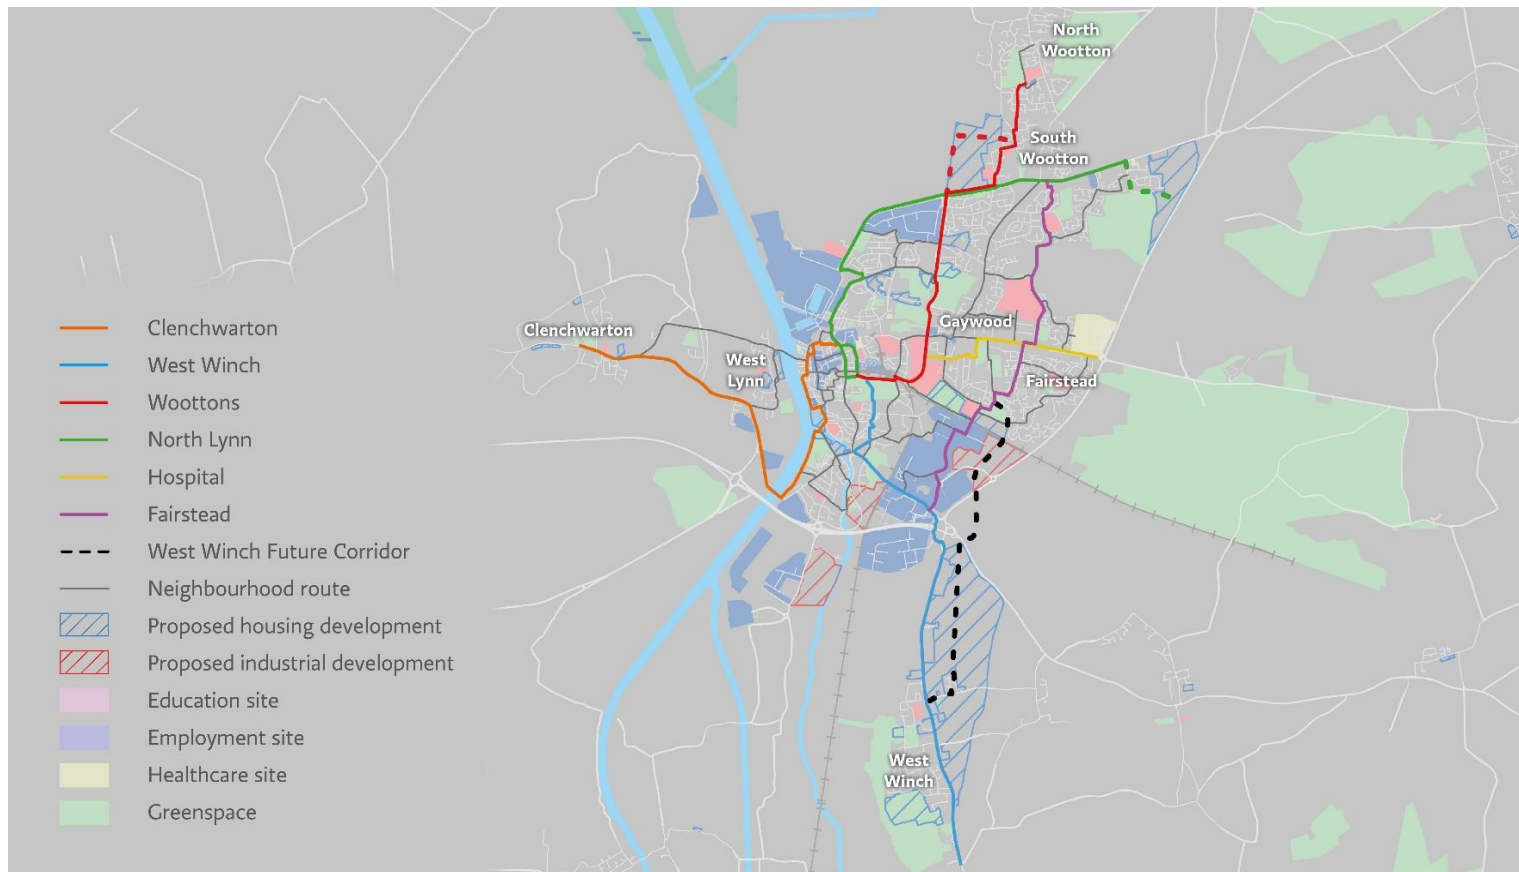 North
Wootton
South
Wootton
Clenchwarton
West
Lynn
Gaywood
Fairstead
West
Winch
Clenchwarton
West Winch
Woottons
North Lynn
Hospital
Fairstead
West Winch Future Corridor
Neighbourhood route
Proposed housing development
Proposed industrial development
Education site
Employment site
Healthcare site
Greenspace